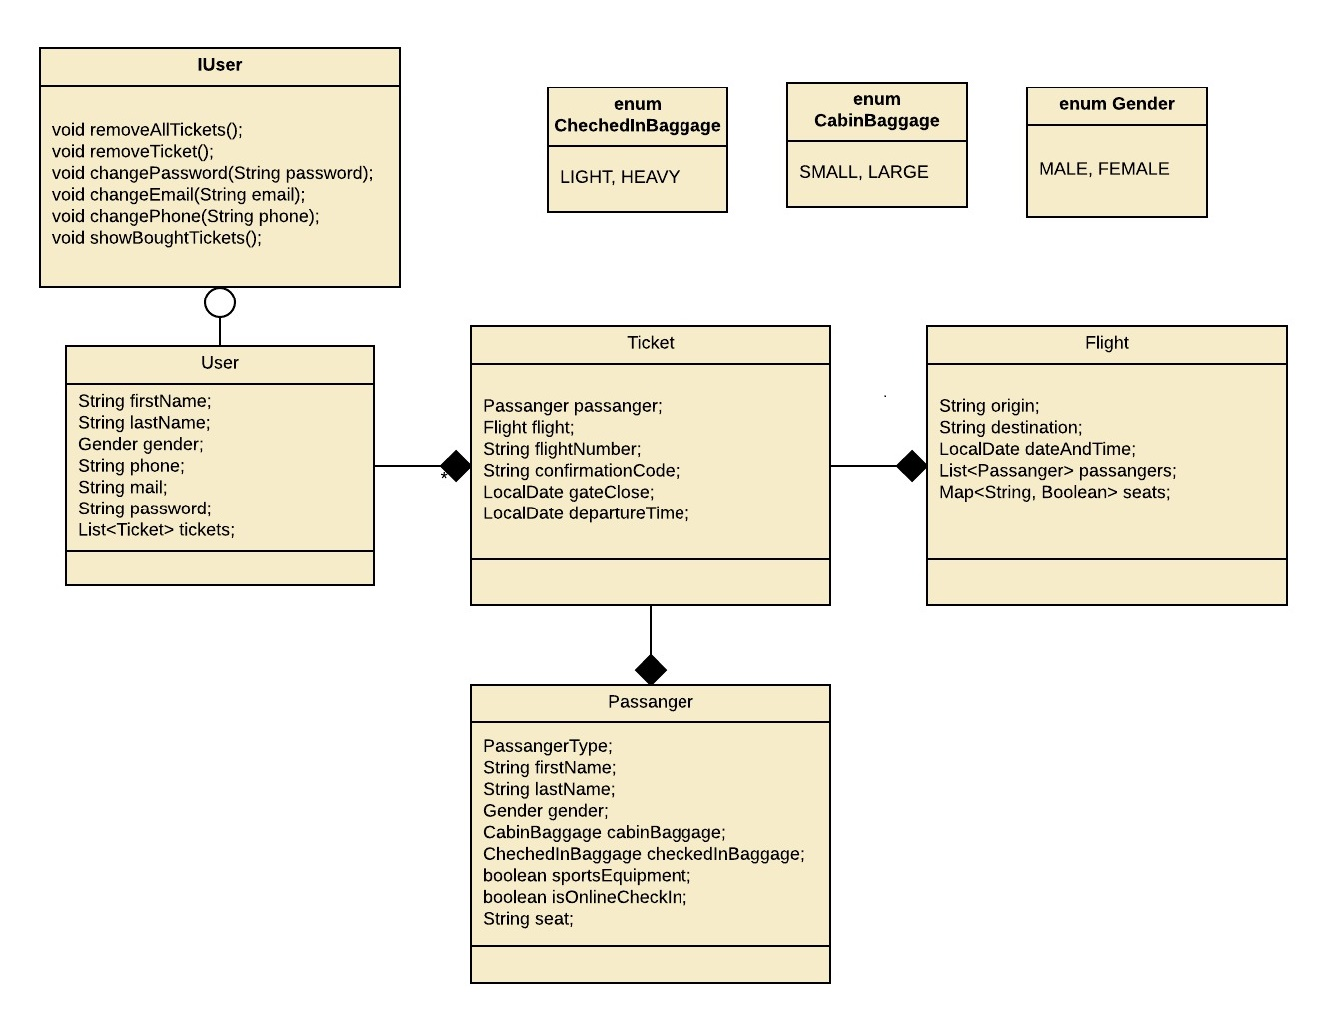 IUser
void removeAllTickets();
void removeTicket();
void changePassword(String password);
void changeEmail(String email);
void changePhone(String phone);
void showBoughtTickets();
enum
ChechedInBaggage
LIGHT, HEAVY
enum
CabinBaggage
SMALL, LARGE
enum Gender
MALE, FEMALE
User
String firstName;
String lastName;
Gender gender;
String phone;
String mail;
String password;
List<Ticket> tickets;
*
Ticket
Passanger passanger;
Flight flight;
String flightNumber;
String confirmationCode;
LocalDate gateClose;
LocalDate departureTime;
.
Flight
String origin;
String destination;
LocalDate dateAndTime;
List<Passanger> passangers;
Map<String, Boolean> seats;
Passanger
PassangerType;
String firstName;
String lastName;
Gender gender;
CabinBaggage cabinBaggage;
ChechedInBaggage checkedInBaggage;
boolean sportsEquipment;
boolean isOnlineCheckIn;
String seat;